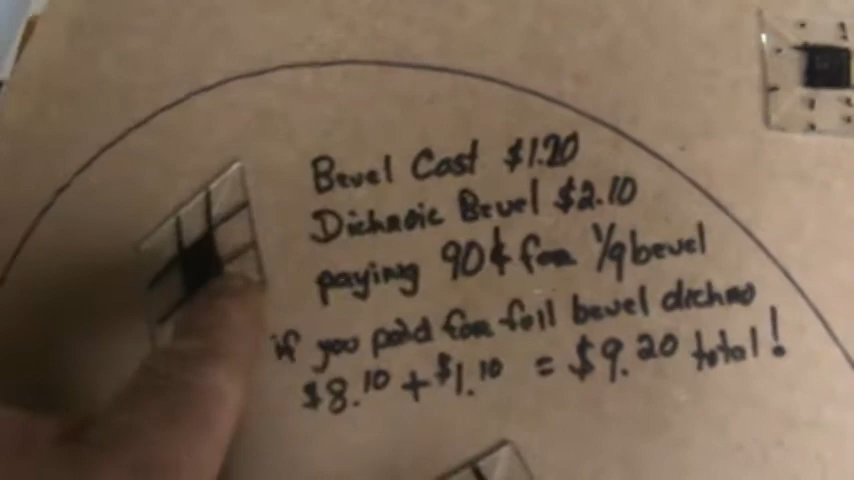 Bevel Cost $1.20
Dichroic Bevel $2.10
paying 90¢ for 1/9 bevel
if you paid for full bevel dichro
$8.10 + $1.10 = $9.20 total!